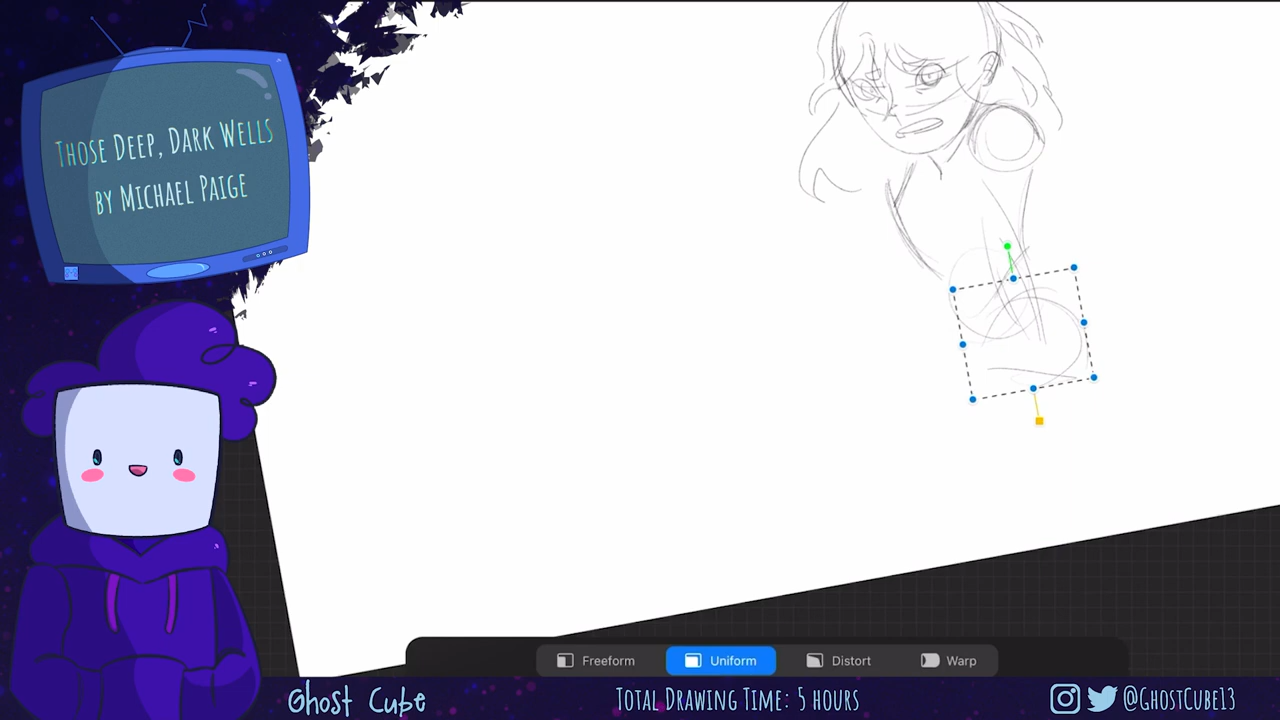 Those Deep, Dark Wells
by Michael Paige
Freeform
Uniform
Distort
Warp
Ghost Cube
Total Drawing Time: 5 hours
@GhostCube13